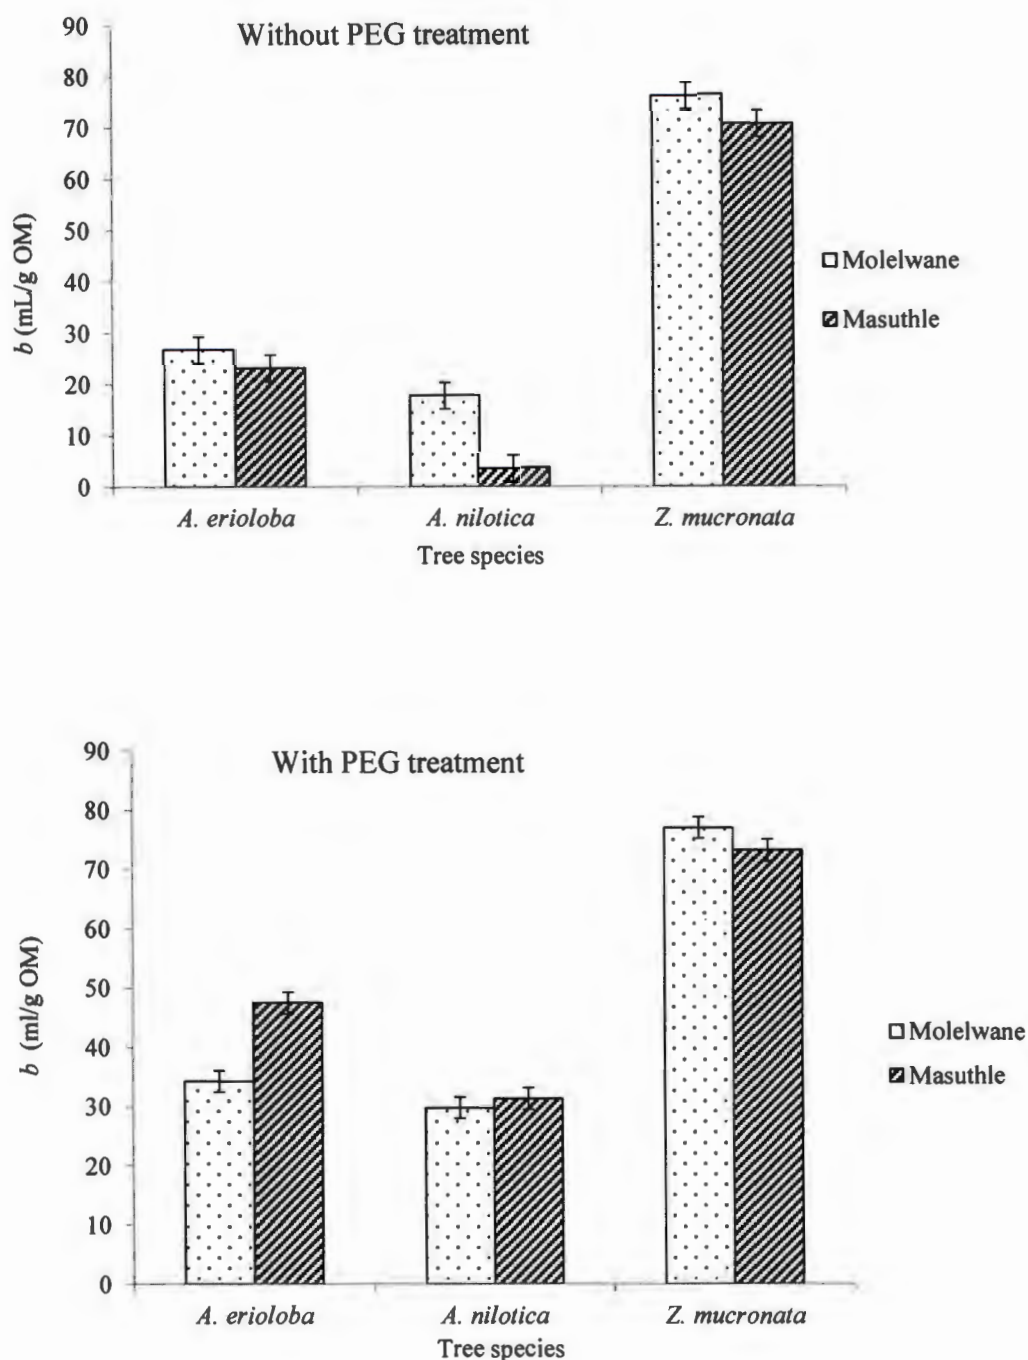 Without PEG treatment
90
80
70
60
50
40
30
20
10
0
b (mL/g OM)
A. erioloba A. nilotica Z. mucronata
Tree species
Molelwane
Masuthle
With PEG treatment
90
80
70
60
50
40
30
20
10
0
b (ml/g OM)
A. erioloba A. nilotica Z. mucronata
Tree species
Molelwane
Masuthle